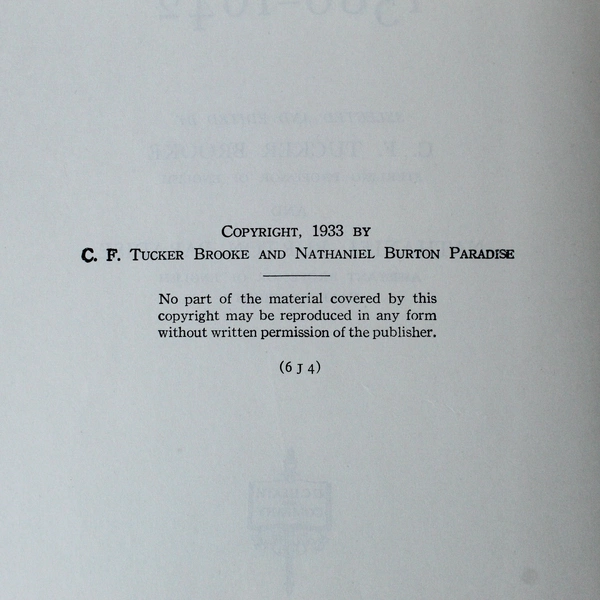 COPYRIGHT, 1933 BY
C. F. TUCKER BROOKE AND NATHANIEL BURTON PARADISE
No part of the material covered by this
copyright may be reproduced in any form
without written permission of the publisher.
(6 J 4)